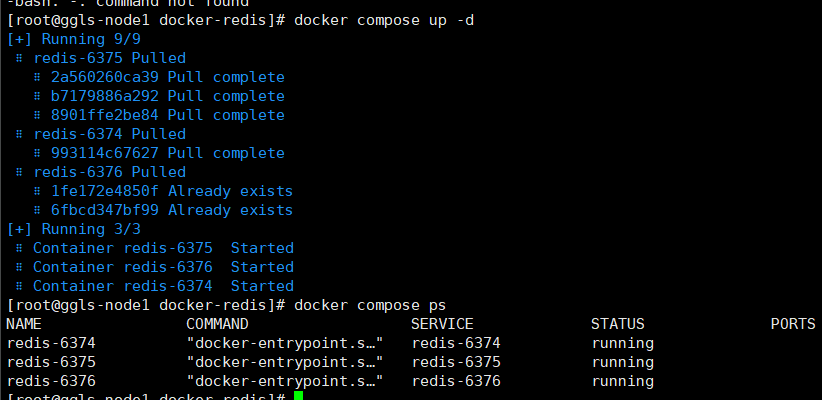 -bash: -: command not found
[root@ggls-node1 docker-redis]# docker compose up -d
[+] Running 9/9
⠿ redis-6375 Pulled
⠿ 2a560260ca39 Pull complete
⠿ b7179886a292 Pull complete
⠿ 8901ffe2be84 Pull complete
⠿ redis-6374 Pulled
⠿ 993114c67627 Pull complete
⠿ redis-6376 Pulled
⠿ 1fe172e4850f Already exists
⠿ 6fbcd347bf99 Already exists
[+] Running 3/3
⠿ Container redis-6375  Started
⠿ Container redis-6376  Started
⠿ Container redis-6374  Started
[root@ggls-node1 docker-redis]# docker compose ps
NAME                COMMAND                  SERVICE             STATUS              PORTS
redis-6374          "docker-entrypoint.s…"   redis-6374          running
redis-6375          "docker-entrypoint.s…"   redis-6375          running
redis-6376          "docker-entrypoint.s…"   redis-6376          running
[root@ggls-node1 docker-redis]#